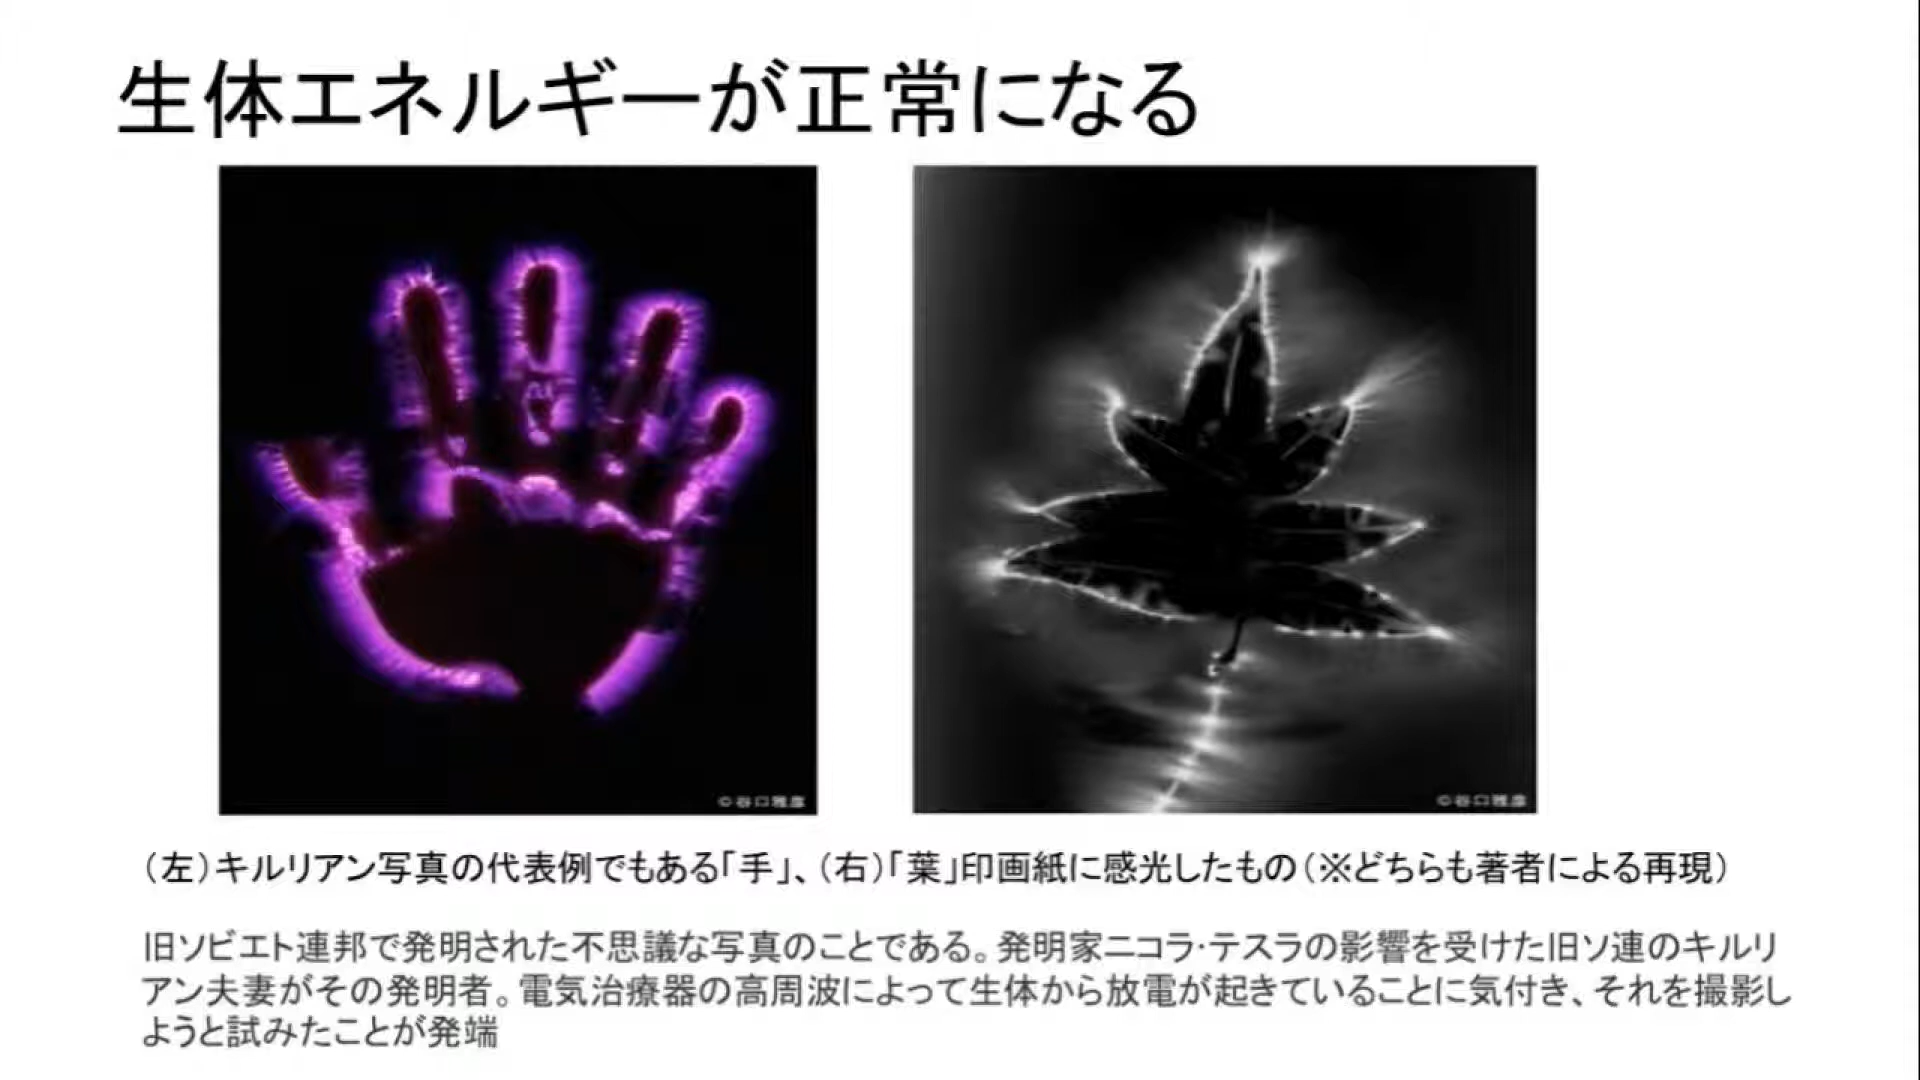 生体エネルギーが正常になる
©谷口雅彦
©谷口雅彦
（左）キルリアン写真の代表例でもある「手」、（右）「葉」印画紙に感光したもの（※どちらも著者による再現）
旧ソビエト連邦で発明された不思議な写真のことである。発明家ニコラ・テスラの影響を受けた旧ソ連のキルリ
アン夫妻がその発明者。電気治療器の高周波によって生体から放電が起きていることに気付き、それを撮影し
ようと試みたことが発端